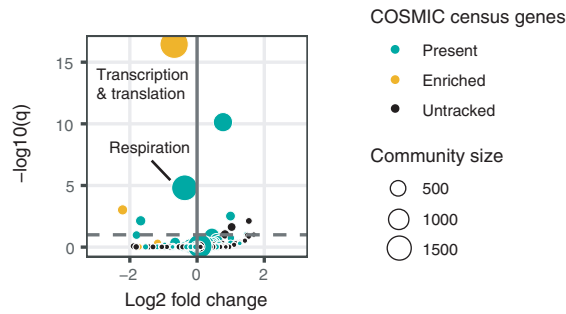 COSMIC census genes
Present
Enriched
Untracked
Community size
500
1000
1500
−log10(q)
15
10
5
0
Transcription
& translation
Respiration
−2
0
2
Log2 fold change